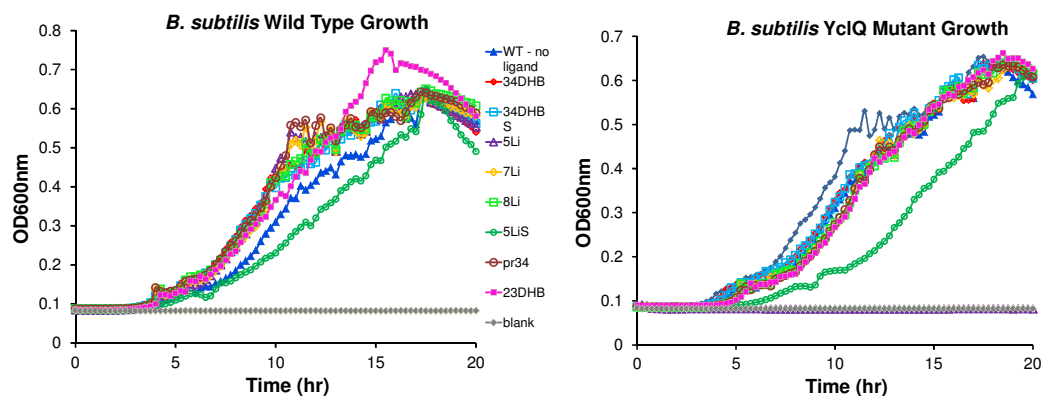 B. subtilis Wild Type Growth
OD600nm
0.8
0.7
0.6
0.5
0.4
0.3
0.2
0.1
0
0
5
10
15
20
Time (hr)
WT - no
ligand
34DHB
34DHB
S
5Li
7Li
8Li
5LiS
pr34
23DHB
blank
B. subtilis YclQ Mutant Growth
OD600nm
0.7
0.6
0.5
0.4
0.3
0.2
0.1
0
0
5
10
15
20
Time (hr)